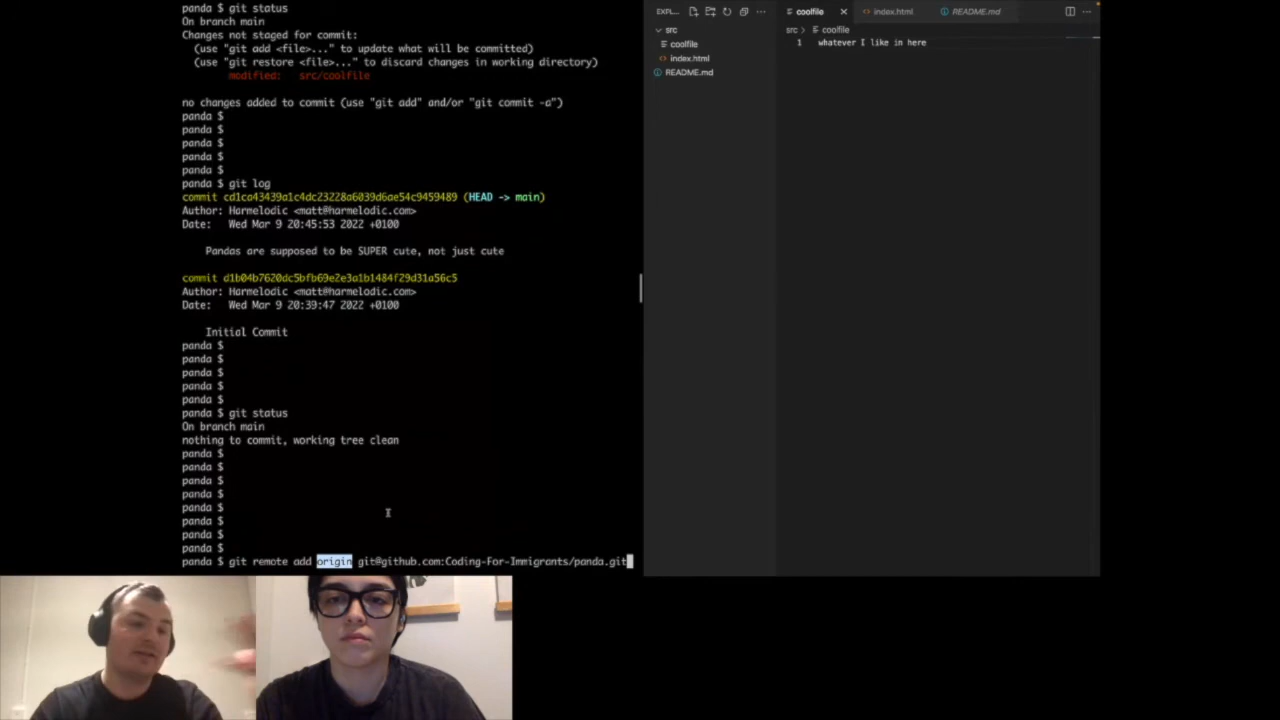 panda $ git status
On branch main
Changes not staged for commit:
  (use "git add <file>..." to update what will be committed)
  (use "git restore <file>..." to discard changes in working directory)
        modified:   src/coolfile

no changes added to commit (use "git add" and/or "git commit -a")
panda $
panda $
panda $
panda $
panda $
panda $ git log
commit cd1ca43439a1c4dc23228a6039d6ae54c9459489 (HEAD -> main)
Author: Harmelodic <matt@harmelodic.com>
Date:   Wed Mar 9 20:45:53 2022 +0100

    Pandas are supposed to be SUPER cute, not just cute

commit d1b04b7620dc5bfb69e2e3a1b1484f29d31a56c5
Author: Harmelodic <matt@harmelodic.com>
Date:   Wed Mar 9 20:39:47 2022 +0100

    Initial Commit
panda $
panda $
panda $
panda $
panda $
panda $ git status
On branch main
nothing to commit, working tree clean
panda $
panda $
panda $
panda $
panda $
panda $
panda $
panda $
panda $ git remote add origin git@github.com:Coding-For-Immigrants/panda.git
EXPL...
src
coolfile
<> index.html
README.md
coolfile
<> index.html
README.md
src > coolfile
1 whatever I like in here